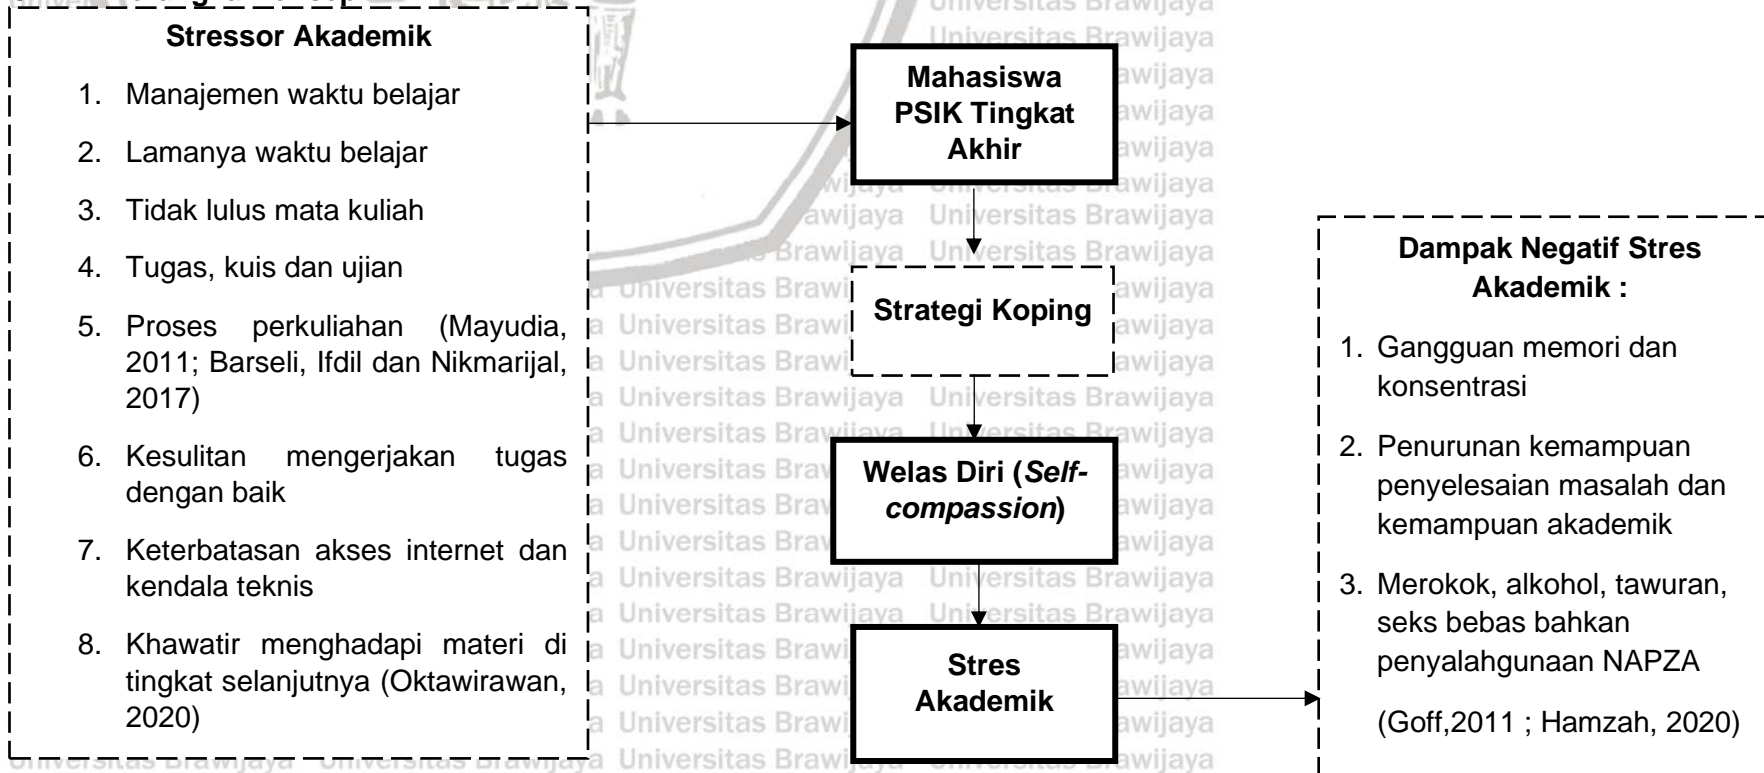 Stressor Akademik
1. Manajemen waktu belajar
2. Lamanya waktu belajar
3. Tidak lulus mata kuliah
4. Tugas, kuis dan ujian
5. Proses perkuliahan (Mayudia,
2011; Barseli, Ifdil dan Nikmarijal,
2017)
6. Kesulitan mengerjakan tugas
dengan baik
7. Keterbatasan akses internet dan
kendala teknis
8. Khawatir menghadapi materi di
tingkat selanjutnya (Oktawirawan,
2020)
Mahasiswa
PSIK Tingkat
Akhir
Strategi Koping
Welas Diri (Self-
compassion)
Stres
Akademik
Dampak Negatif Stres
Akademik :
1. Gangguan memori dan
konsentrasi
2. Penurunan kemampuan
penyelesaian masalah dan
kemampuan akademik
3. Merokok, alkohol, tawuran,
seks bebas bahkan
penyalahgunaan NAPZA
(Goff,2011 ; Hamzah, 2020)
Universitas Brawijaya